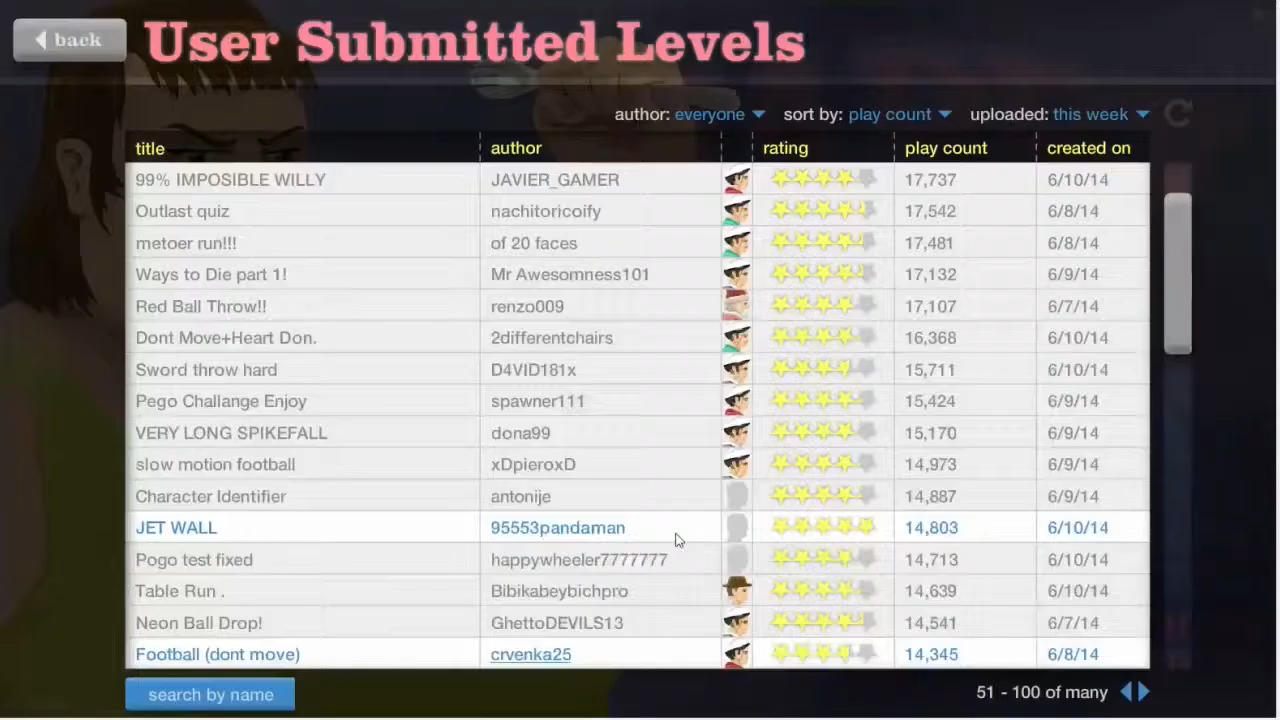 back
User Submitted Levels
author: everyone sort by: play count uploaded: this week
title author rating play count created on
99% IMPOSIBLE WILLY JAVIER_GAMER 17,737 6/10/14
Outlast quiz nachitoricoify 17,542 6/8/14
metoer run!!! of 20 faces 17,481 6/8/14
Ways to Die part 1! Mr Awesomness101 17,132 6/9/14
Red Ball Throw!! renzo009 17,107 6/7/14
Dont Move+Heart Don. 2differentchairs 16,368 6/10/14
Sword throw hard D4VID181x 15,711 6/10/14
Pego Challange Enjoy spawner111 15,424 6/9/14
VERY LONG SPIKEFALL dona99 15,170 6/9/14
slow motion football xDpieroxD 14,973 6/9/14
Character Identifier antonije 14,887 6/9/14
JET WALL 95553pandaman 14,803 6/10/14
Pogo test fixed happywheeler7777777 14,713 6/10/14
Table Run . Bibikabeybichpro 14,639 6/10/14
Neon Ball Drop! GhettoDEVILS13 14,541 6/7/14
Football (dont move) crvenka25 14,345 6/8/14
search by name 51 - 100 of many